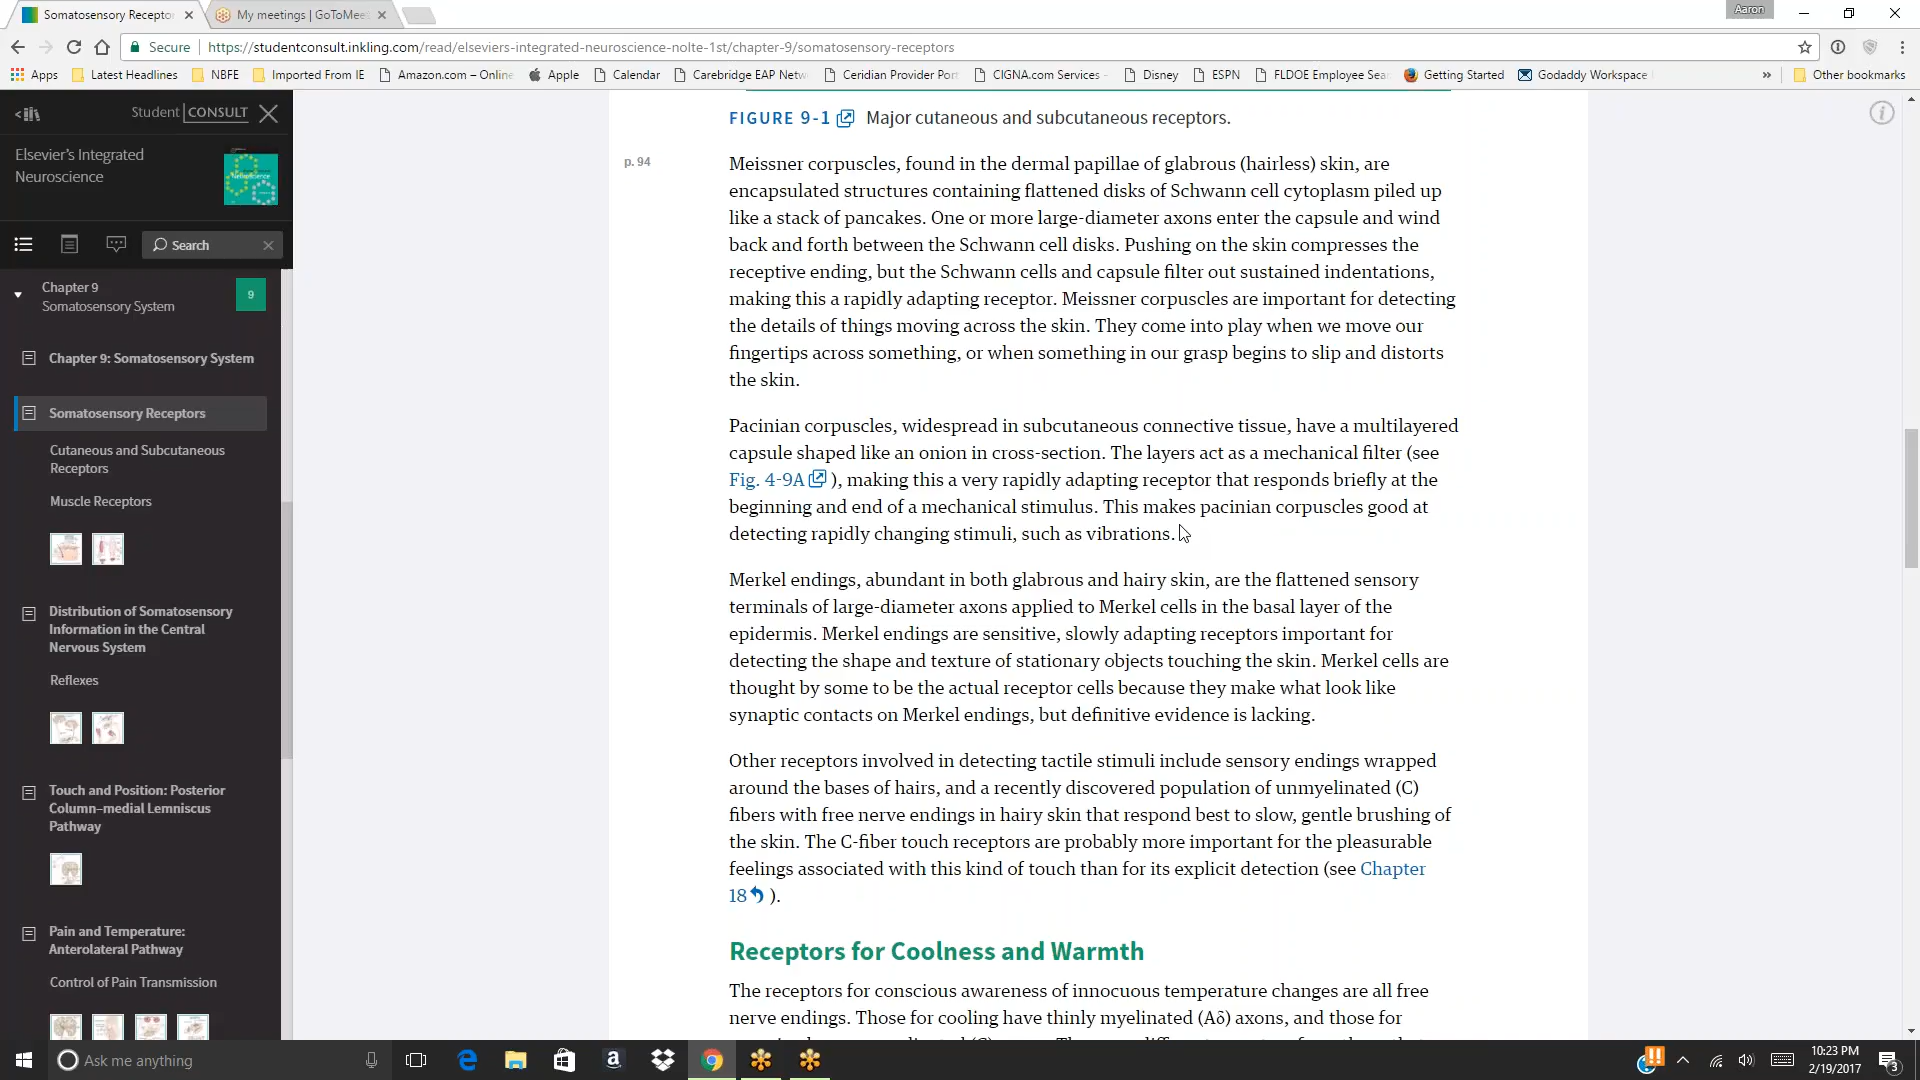 Somatosensory Receptor
My meetings | GoToMee
Aaron
Secure
https://studentconsult.inkling.com/read/elseviers-integrated-neuroscience-nolte-1st/chapter-9/somatosensory-receptors
Apps
Latest Headlines
NBFE
Imported From IE
Amazon.com – Online
Apple
Calendar
Carebridge EAP Netw
Ceridian Provider Por
CIGNA.com Services -
Disney
ESPN
FLDOE Employee Sea
Getting Started
Godaddy Workspace
»
Other bookmarks
Student CONSULT
Elsevier's Integrated
Neuroscience
Neuroscience
Search
Chapter 9
Somatosensory System
9
Chapter 9: Somatosensory System
Somatosensory Receptors
Cutaneous and Subcutaneous
Receptors
Muscle Receptors
Distribution of Somatosensory
Information in the Central
Nervous System
Reflexes
Touch and Position: Posterior
Column–medial Lemniscus
Pathway
Pain and Temperature:
Anterolateral Pathway
Control of Pain Transmission
FIGURE 9-1 Major cutaneous and subcutaneous receptors.
p. 94
Meissner corpuscles, found in the dermal papillae of glabrous (hairless) skin, are
encapsulated structures containing flattened disks of Schwann cell cytoplasm piled up
like a stack of pancakes. One or more large-diameter axons enter the capsule and wind
back and forth between the Schwann cell disks. Pushing on the skin compresses the
receptive ending, but the Schwann cells and capsule filter out sustained indentations,
making this a rapidly adapting receptor. Meissner corpuscles are important for detecting
the details of things moving across the skin. They come into play when we move our
fingertips across something, or when something in our grasp begins to slip and distorts
the skin.
Pacinian corpuscles, widespread in subcutaneous connective tissue, have a multilayered
capsule shaped like an onion in cross-section. The layers act as a mechanical filter (see
Fig. 4-9A ), making this a very rapidly adapting receptor that responds briefly at the
beginning and end of a mechanical stimulus. This makes pacinian corpuscles good at
detecting rapidly changing stimuli, such as vibrations.
Merkel endings, abundant in both glabrous and hairy skin, are the flattened sensory
terminals of large-diameter axons applied to Merkel cells in the basal layer of the
epidermis. Merkel endings are sensitive, slowly adapting receptors important for
detecting the shape and texture of stationary objects touching the skin. Merkel cells are
thought by some to be the actual receptor cells because they make what look like
synaptic contacts on Merkel endings, but definitive evidence is lacking.
Other receptors involved in detecting tactile stimuli include sensory endings wrapped
around the bases of hairs, and a recently discovered population of unmyelinated (C)
fibers with free nerve endings in hairy skin that respond best to slow, gentle brushing of
the skin. The C-fiber touch receptors are probably more important for the pleasurable
feelings associated with this kind of touch than for its explicit detection (see Chapter
18 ).
Receptors for Coolness and Warmth
The receptors for conscious awareness of innocuous temperature changes are all free
nerve endings. Those for cooling have thinly myelinated (Aδ) axons, and those for
Ask me anything
10:23 PM
2/19/2017
3